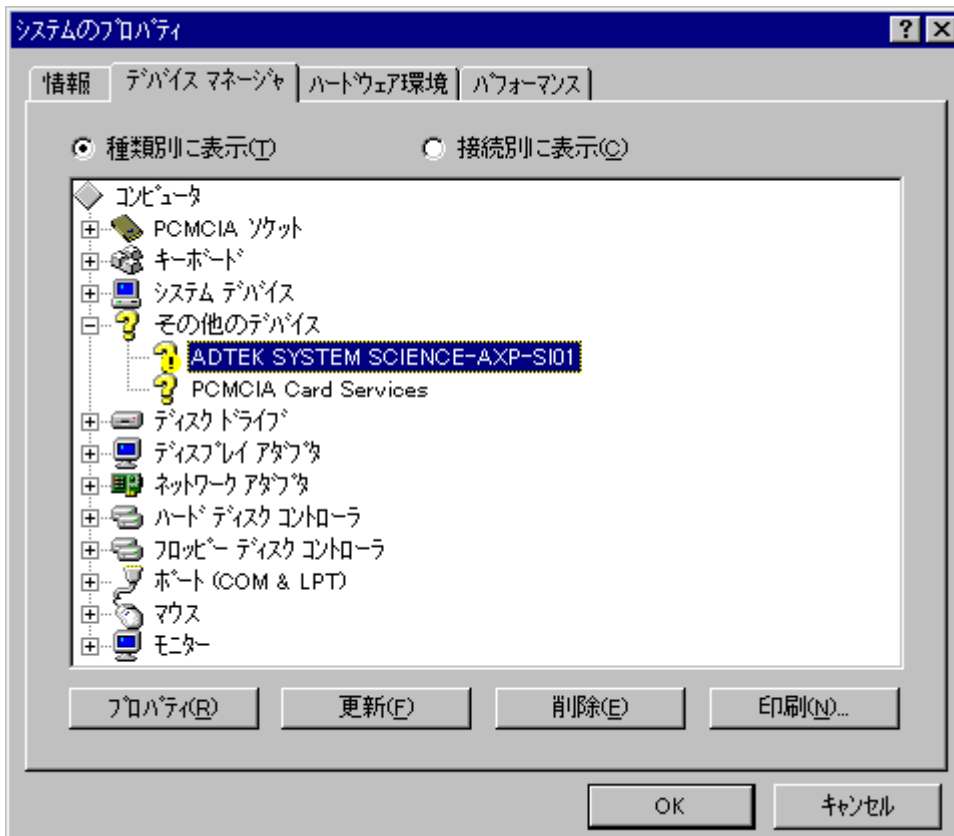 システムのプロパティ
情報 デバイス マネージャ ハードウェア環境 パフォーマンス
種類別に表示(T) 接続別に表示(C)
コンピュータ
PCMCIA ソケット
キーボード
システム デバイス
その他のデバイス
ADTEK SYSTEM SCIENCE-AXP-SI01
PCMCIA Card Services
ディスク ドライブ
ディスプレイ アダプタ
ネットワーク アダプタ
ハード ディスク コントローラ
フロッピー ディスク コントローラ
ポート (COM & LPT)
マウス
モニター
プロパティ(R) 更新(F) 削除(E) 印刷(N)...
OK キャンセル